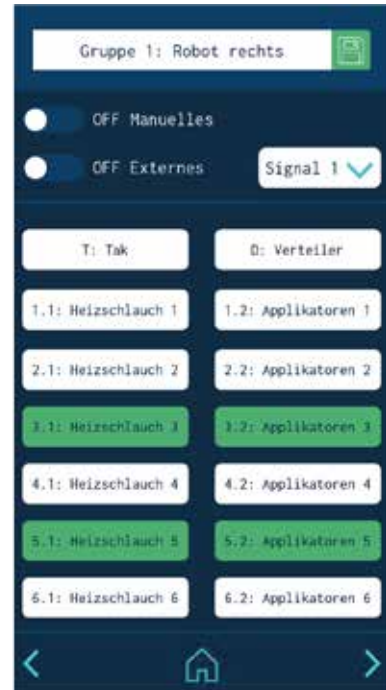 Gruppe 1: Robot rechts
OFF Manuelles
OFF Externes Signal 1
T: Tak D: Verteiler
1.1: Heizschlauch 1 1.2: Applikatoren 1
2.1: Heizschlauch 2 2.2: Applikatoren 2
3.1: Heizschlauch 3 3.2: Applikatoren 3
4.1: Heizschlauch 4 4.2: Applikatoren 4
5.1: Heizschlauch 5 5.2: Applikatoren 5
6.1: Heizschlauch 6 6.2: Applikatoren 6